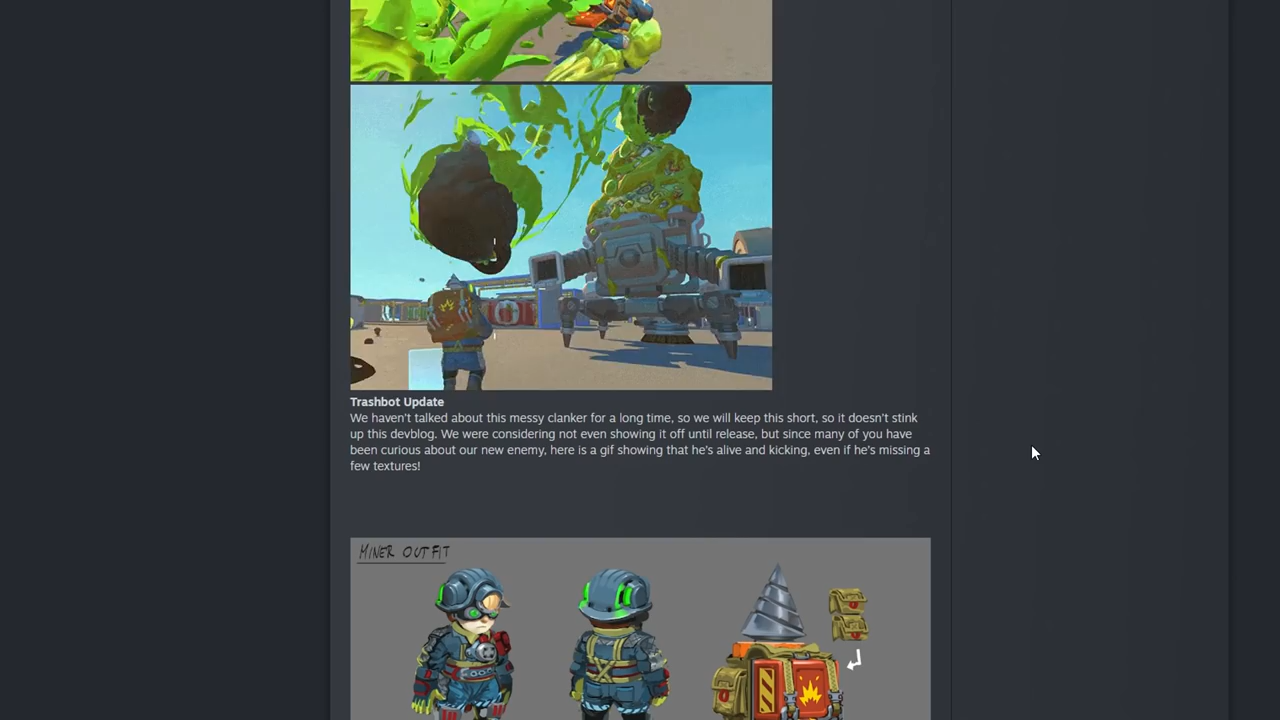 Trashbot Update
We haven't talked about this messy clanker for a long time, so we will keep this short, so it doesn't stink
up this devblog. We were considering not even showing it off until release, but since many of you have
been curious about our new enemy, here is a gif showing that he's alive and kicking, even if he's missing a
few textures!
MINER OUTFIT